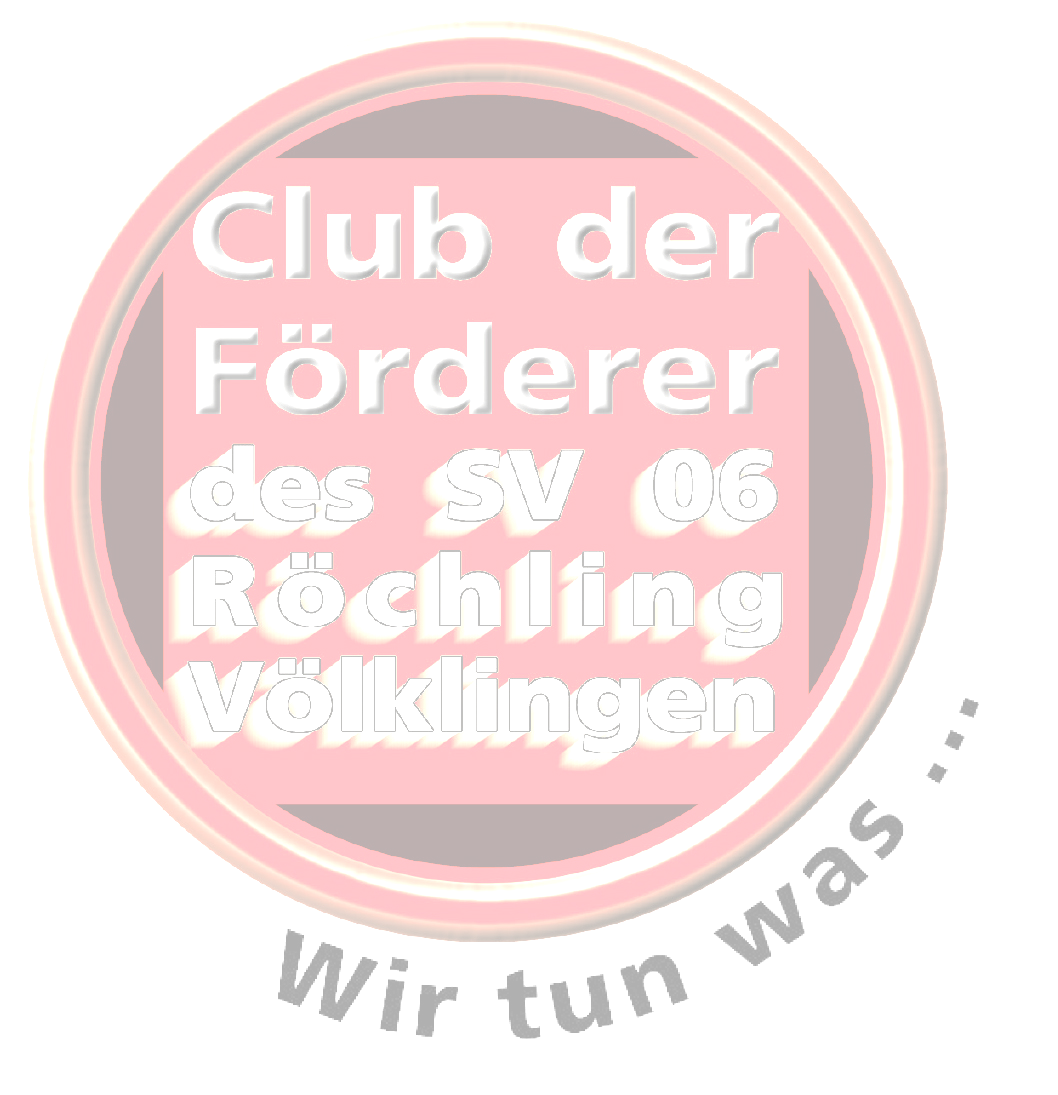 Club der
Förderer
des SV 06
Röchling
Völklingen
Wir tun was ...